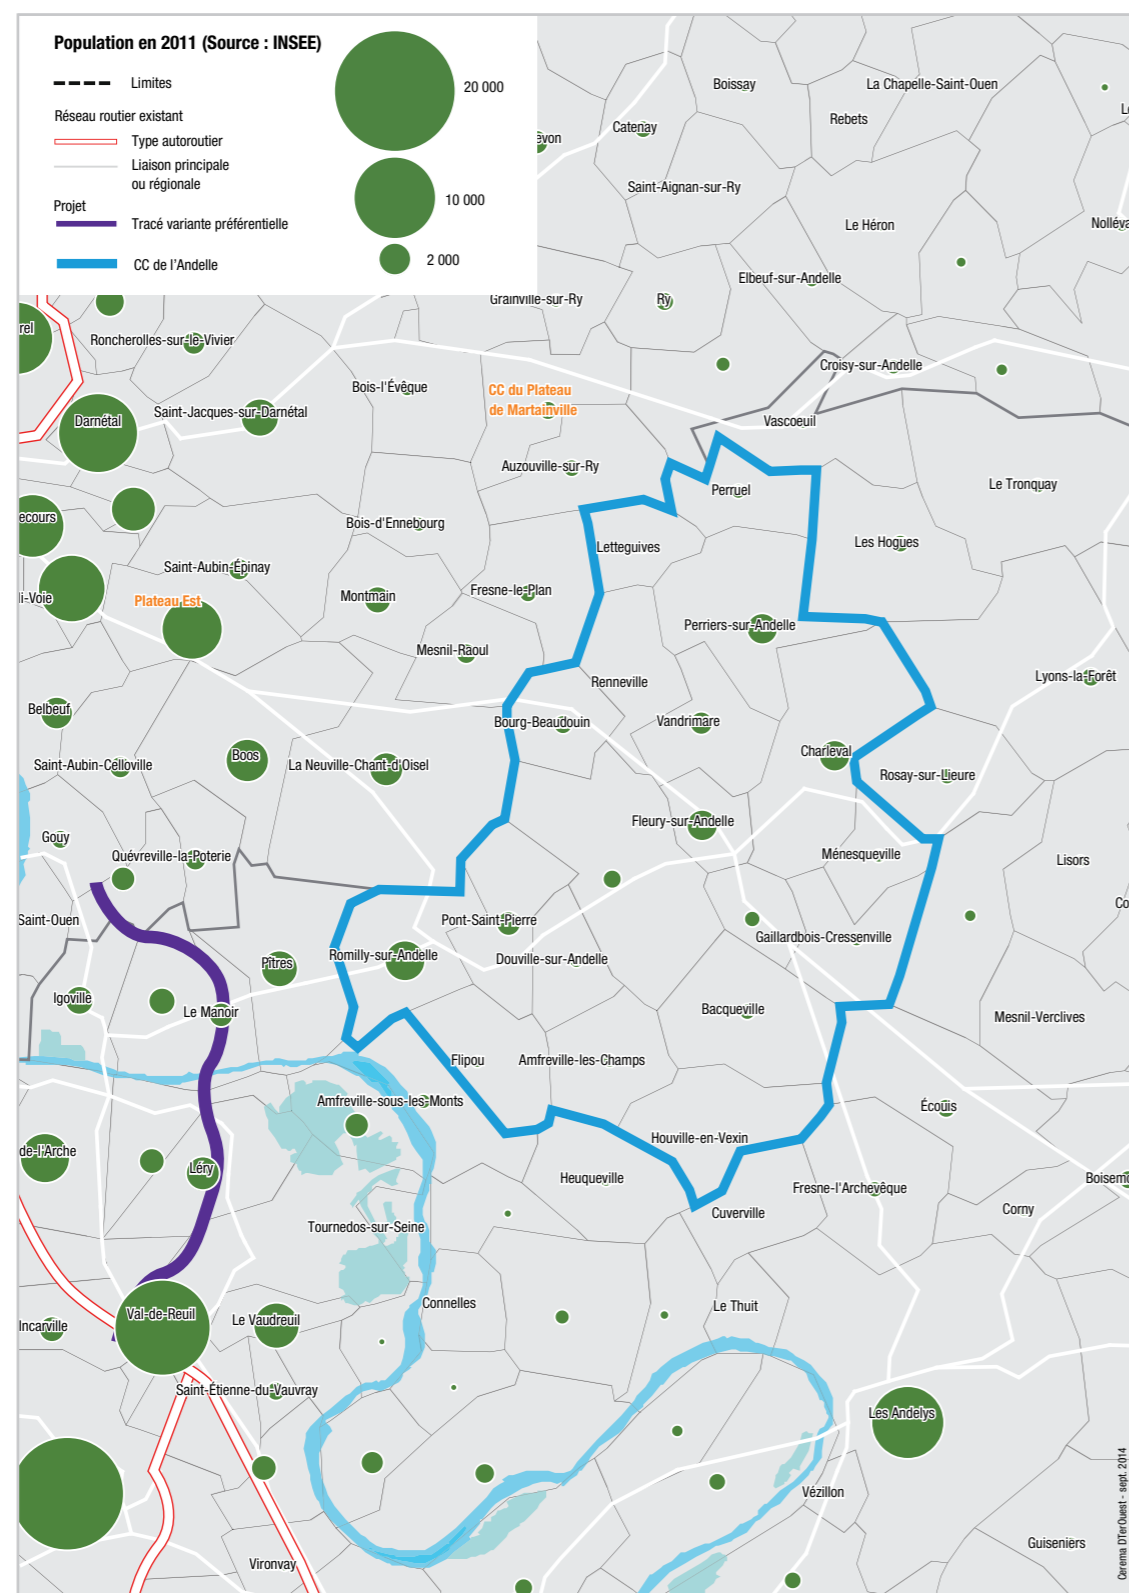 Population en 2011 (Source : INSEE)
Limites
Réseau routier existant
Type autoroutier
Liaison principale
ou régionale
Projet
Tracé variante préférentielle
CC de l'Andelle
20 000
10 000
2 000
Boissay
La Chapelle-Saint-Ouen
Rebets
Catenay
Saint-Aignan-sur-Ry
Le Héron
Elbeuf-sur-Andelle
Grainville-sur-Ry
Ry
Roncherolles-sur-le-Vivier
Croisy-sur-Andelle
Bois-l'Évêque
CC du Plateau
de Martainville
Saint-Jacques-sur-Darnétal
Darnétal
Vascoeuil
Auzouville-sur-Ry
Le Tronquay
Perruel
Bois-d'Ennebourg
Les Hogues
Letteguives
Saint-Aubin-Épinay
Plateau Est
Montmain
Fresne-le-Plan
Perriers-sur-Andelle
Mesnil-Raoul
Renneville
Lyons-la-Forêt
Belbeuf
Bourg-Beaudouin
Vandrimare
Charleval
Boos
Saint-Aubin-Celloville
La Neuville-Chant-d'Oisel
Rosay-sur-Lieure
Fleury-sur-Andelle
Gouy
Quévreville-la-Poterie
Ménesqueville
Lisors
Saint-Ouen
Pont-Saint-Pierre
Gaillardbois-Cressenville
Romilly-sur-Andelle
Douville-sur-Andelle
Pîtres
Igoville
Le Manoir
Bacqueville
Mesnil-Verclives
Flipou
Amfreville-les-Champs
Amfreville-sous-les-Monts
Écouis
Houville-en-Vexin
de-l'Arche
Léry
Heuqueville
Fresne-l'Archevêque
Corny
Cuverville
Tournedos-sur-Seine
Connelles
Le Thuit
Val-de-Reuil
Le Vaudreuil
Incarville
Saint-Étienne-du-Vauvray
Les Andelys
Vézillon
Guiseniers
Vironvay
Cerema DTerOuest - sept. 2014